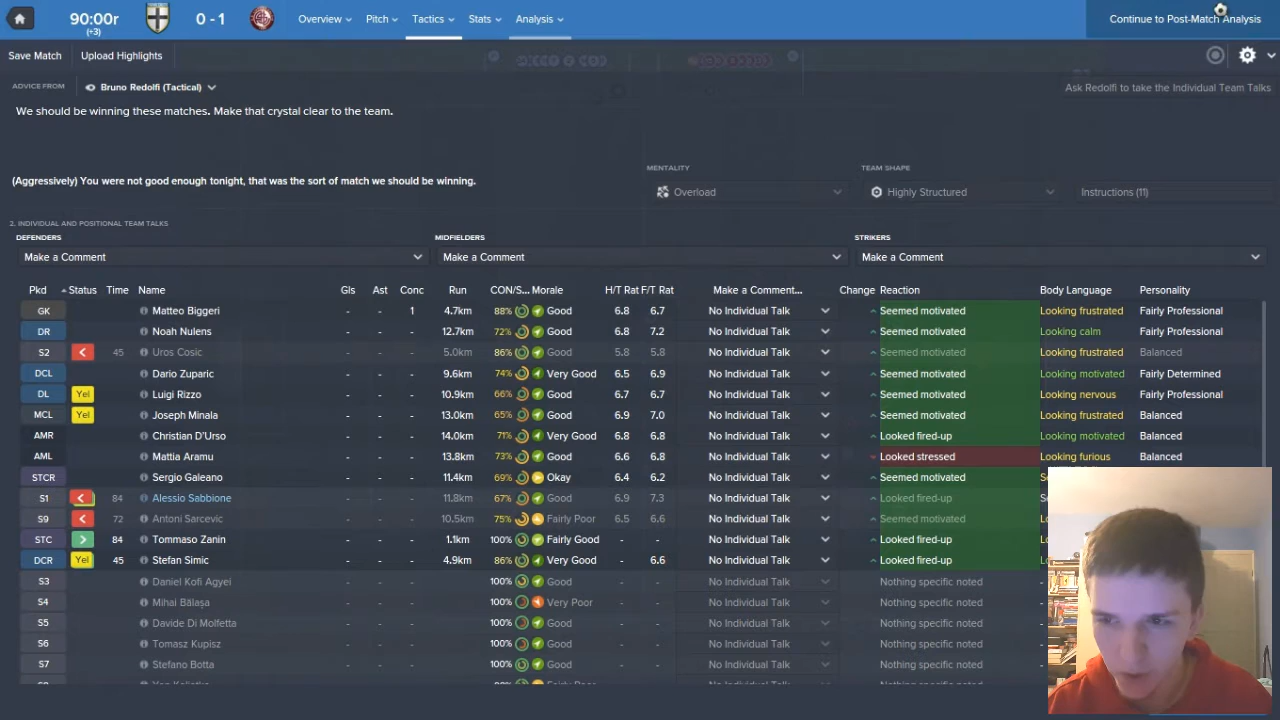 90:00r 0 - 1 Overview Pitch Tactics Stats Analysis Continue to Post-Match Analysis
(+3)
Save Match Upload Highlights
ADVICE FROM Bruno Redolfi (Tactical) Ask Redolfi to take the Individual Team Talks
We should be winning these matches. Make that crystal clear to the team.
MENTALITY TEAM SHAPE
(Aggressively) You were not good enough tonight, that was the sort of match we should be winning.
Overload Highly Structured Instructions (11)
2. INDIVIDUAL AND POSITIONAL TEAM TALKS
DEFENDERS MIDFIELDERS STRIKERS
Make a Comment Make a Comment Make a Comment
Pkd Status Time Name Gls Ast Conc Run CON/S... Morale H/T Rat F/T Rat Make a Comment... Change Reaction Body Language Personality
GK Matteo Biggeri - - 1 4.7km 88% Good 6.8 6.7 No Individual Talk Seemed motivated Looking frustrated Fairly Professional
DR Noah Nulens - - - 12.7km 72% Good 6.8 7.2 No Individual Talk Seemed motivated Looking calm Fairly Professional
S2 45 Uros Cosic - - - 5.0km 86% Good 5.8 5.8 No Individual Talk Seemed motivated Looking frustrated Balanced
DCL Dario Zuparic - - - 9.6km 74% Very Good 6.5 6.9 No Individual Talk Seemed motivated Looking motivated Fairly Determined
DL Yel Luigi Rizzo - - - 10.9km 66% Good 6.7 6.7 No Individual Talk Seemed motivated Looking nervous Fairly Professional
MCL Yel Joseph Minala - - - 13.0km 65% Good 6.9 7.0 No Individual Talk Seemed motivated Looking frustrated Balanced
AMR Christian D'Urso - - - 14.0km 71% Very Good 6.8 6.8 No Individual Talk Looked fired-up Looking motivated Balanced
AML Mattia Aramu - - - 13.8km 73% Good 6.6 6.8 No Individual Talk Looked stressed Looking furious Balanced
STCR Sergio Galeano - - - 11.4km 69% Okay 6.4 6.2 No Individual Talk Seemed motivated
S1 84 Alessio Sabbione - - - 11.8km 67% Good 6.9 7.3 No Individual Talk Looked fired-up
S9 72 Antoni Sarcevic - - - 10.5km 75% Fairly Poor 6.5 6.6 No Individual Talk Seemed motivated
STC 84 Tommaso Zanin - - - 1.1km 100% Fairly Good - - No Individual Talk Looked fired-up
DCR Yel 45 Stefan Simic - - - 4.9km 86% Very Good 6.6 No Individual Talk Looked fired-up
S3 Daniel Kofi Agyei - - - 100% Good - - No Individual Talk Nothing specific noted -
S4 Mihai Bălaşa - - - 100% Very Poor - - No Individual Talk Nothing specific noted -
S5 Davide Di Molfetta - - - 100% Good - - No Individual Talk Nothing specific noted -
S6 Tomasz Kupisz - - - 100% Good - - No Individual Talk Nothing specific noted -
S7 Stefano Botta - - - 100% Good - - No Individual Talk Nothing specific noted -